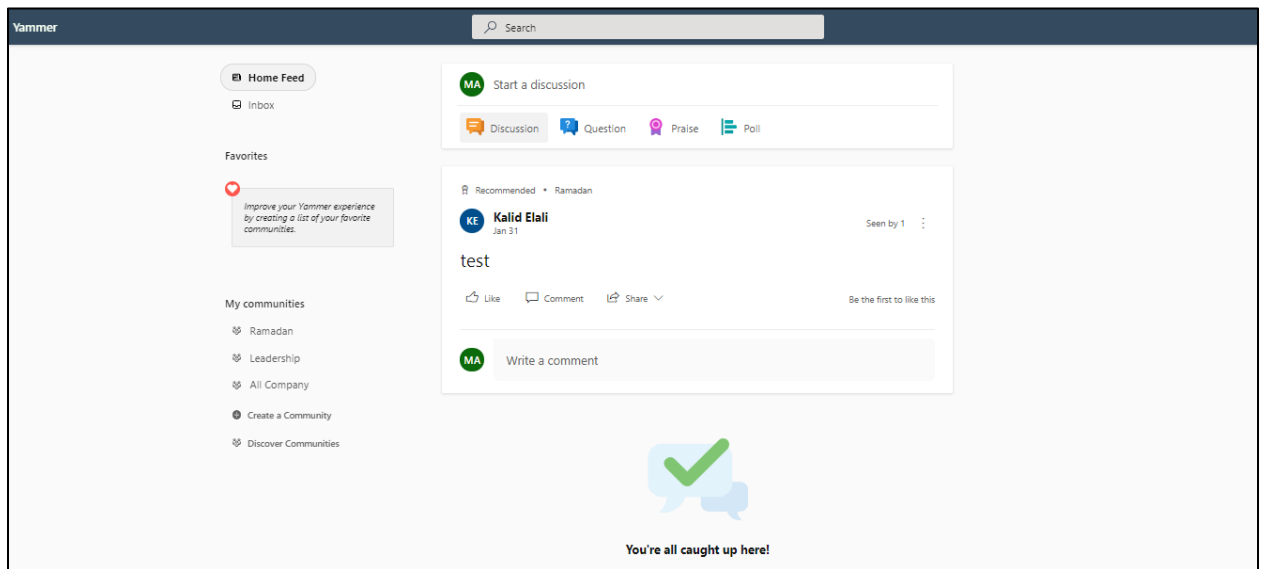 Yammer
Search
Home Feed
Inbox
Favorites
Improve your Yammer experience
by creating a list of your favorite
communities.
My communities
Ramadan
Leadership
All Company
Create a Community
Discover Communities
MA Start a discussion
Discussion Question Praise Poll
Recommended • Ramadan
KE Kalid Elali
Jan 31
Seen by 1
test
Like Comment Share
Be the first to like this
MA Write a comment
You're all caught up here!